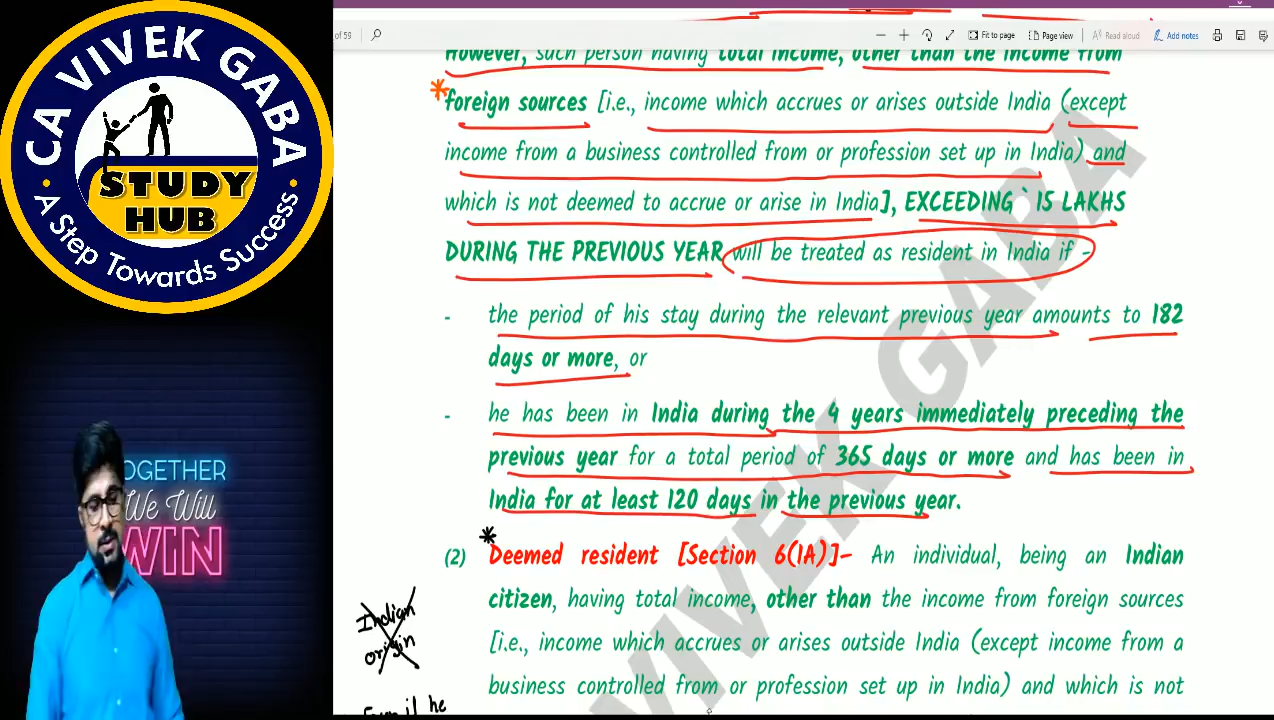 CA VIVEK GABA
STUDY
HUB
A Step Towards Success
TOGETHER
We Will
WIN
of 59
Fit to page
Page view
Read aloud
Add notes
However, such person having total income, other than the income from
foreign sources [i.e., income which accrues or arises outside India (except
income from a business controlled from or profession set up in India) and
which is not deemed to accrue or arise in India], EXCEEDING ` 15 LAKHS
DURING THE PREVIOUS YEAR will be treated as resident in India if -
- the period of his stay during the relevant previous year amounts to 182
days or more, or
- he has been in India during the 4 years immediately preceding the
previous year for a total period of 365 days or more and has been in
India for at least 120 days in the previous year.
(2) Deemed resident [Section 6(1A)]- An individual, being an Indian
citizen, having total income, other than the income from foreign sources
[i.e., income which accrues or arises outside India (except income from a
business controlled from or profession set up in India) and which is not
Indian
origin
Even if he
VIVEK GABA